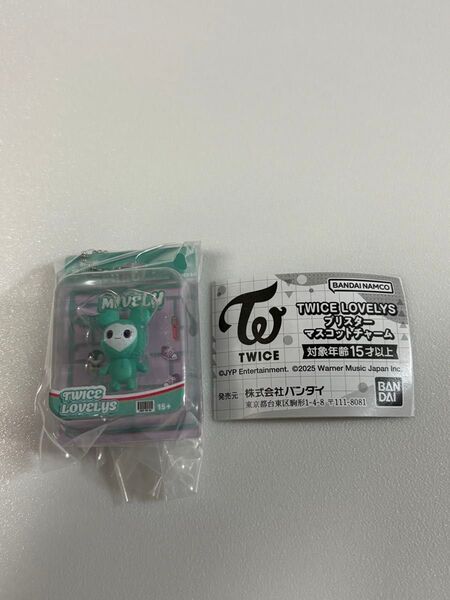 MIVELY
TWICE
LOVELYS
15+
BANDAI NAMCO
TWICE
TWICE LOVELYS
ブリスター
マスコットチャーム
対象年齢15才以上
©JYP Entertainment. ©2025 Warner Music Japan Inc.
発売元 株式会社バンダイ
東京都台東区駒形1-4-8 〒111-8081
BAN
DAI